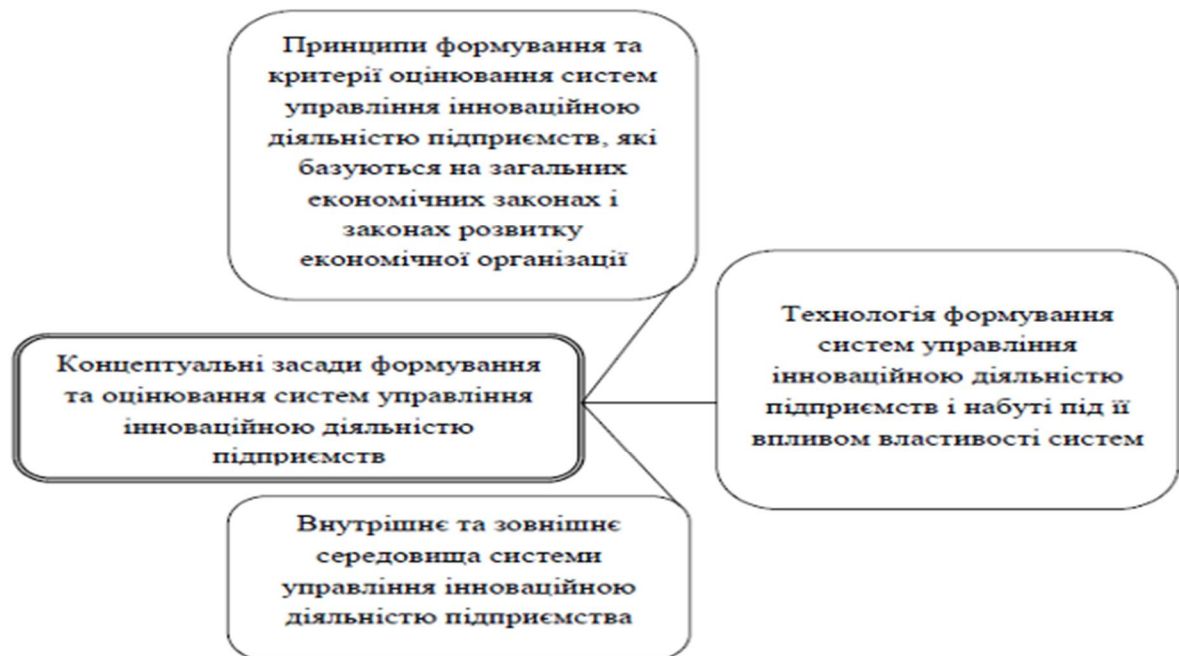 Принципи формування та
критерії оцінювання систем
управління інноваційною
діяльністю підприємств, які
базуються на загальних
економічних законах і
законах розвитку
економічної організації
Концептуальні засади формування
та оцінювання систем управління
інноваційною діяльністю
підприємств
Технологія формування
систем управління
інноваційною діяльністю
підприємств і набуті під її
впливом властивості систем
Внутрішнє та зовнішнє
середовища системи
управління інноваційною
діяльністю підприємства